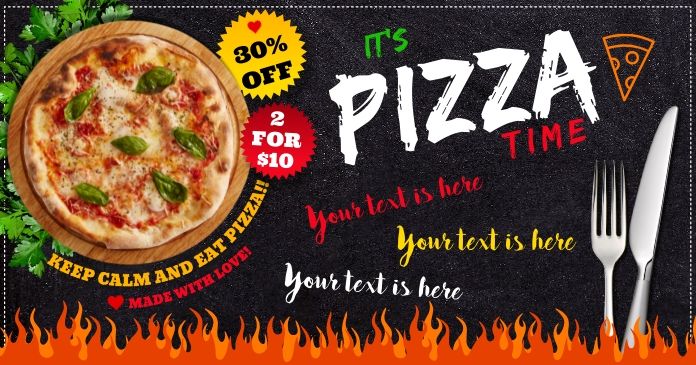 30%
OFF
2
FOR
$10
KEEP CALM AND EAT PIZZA!!
MADE WITH LOVE!
IT'S
PIZZA
TIME
Your text is here
Your text is here
Your text is here